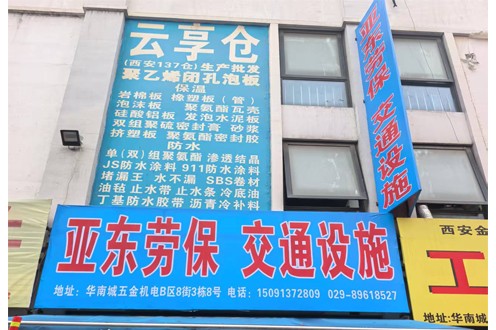 云享仓
(西安137仓)生产批发
聚乙烯闭孔泡板
保温
岩棉板 橡塑板(管)
泡沫板 聚氨酯瓦壳
硅酸铝板 发泡水泥板
双组聚硫密封膏 砂浆
挤塑板 聚氨酯密封胶
防水
单(双)组聚氨酯 渗透结晶
JS防水涂料 911防水涂料
堵漏王 水不漏 SBS卷材
油毡 止水带 止水条 冷底油
丁基防水胶带 沥青冷补料
亚东劳保 交通设施
亚东劳保 交通设施
地址: 华南城五金机电B区8街3栋8号 电话: 15091372809 029-89618527
西安金
工
地址: 华南城